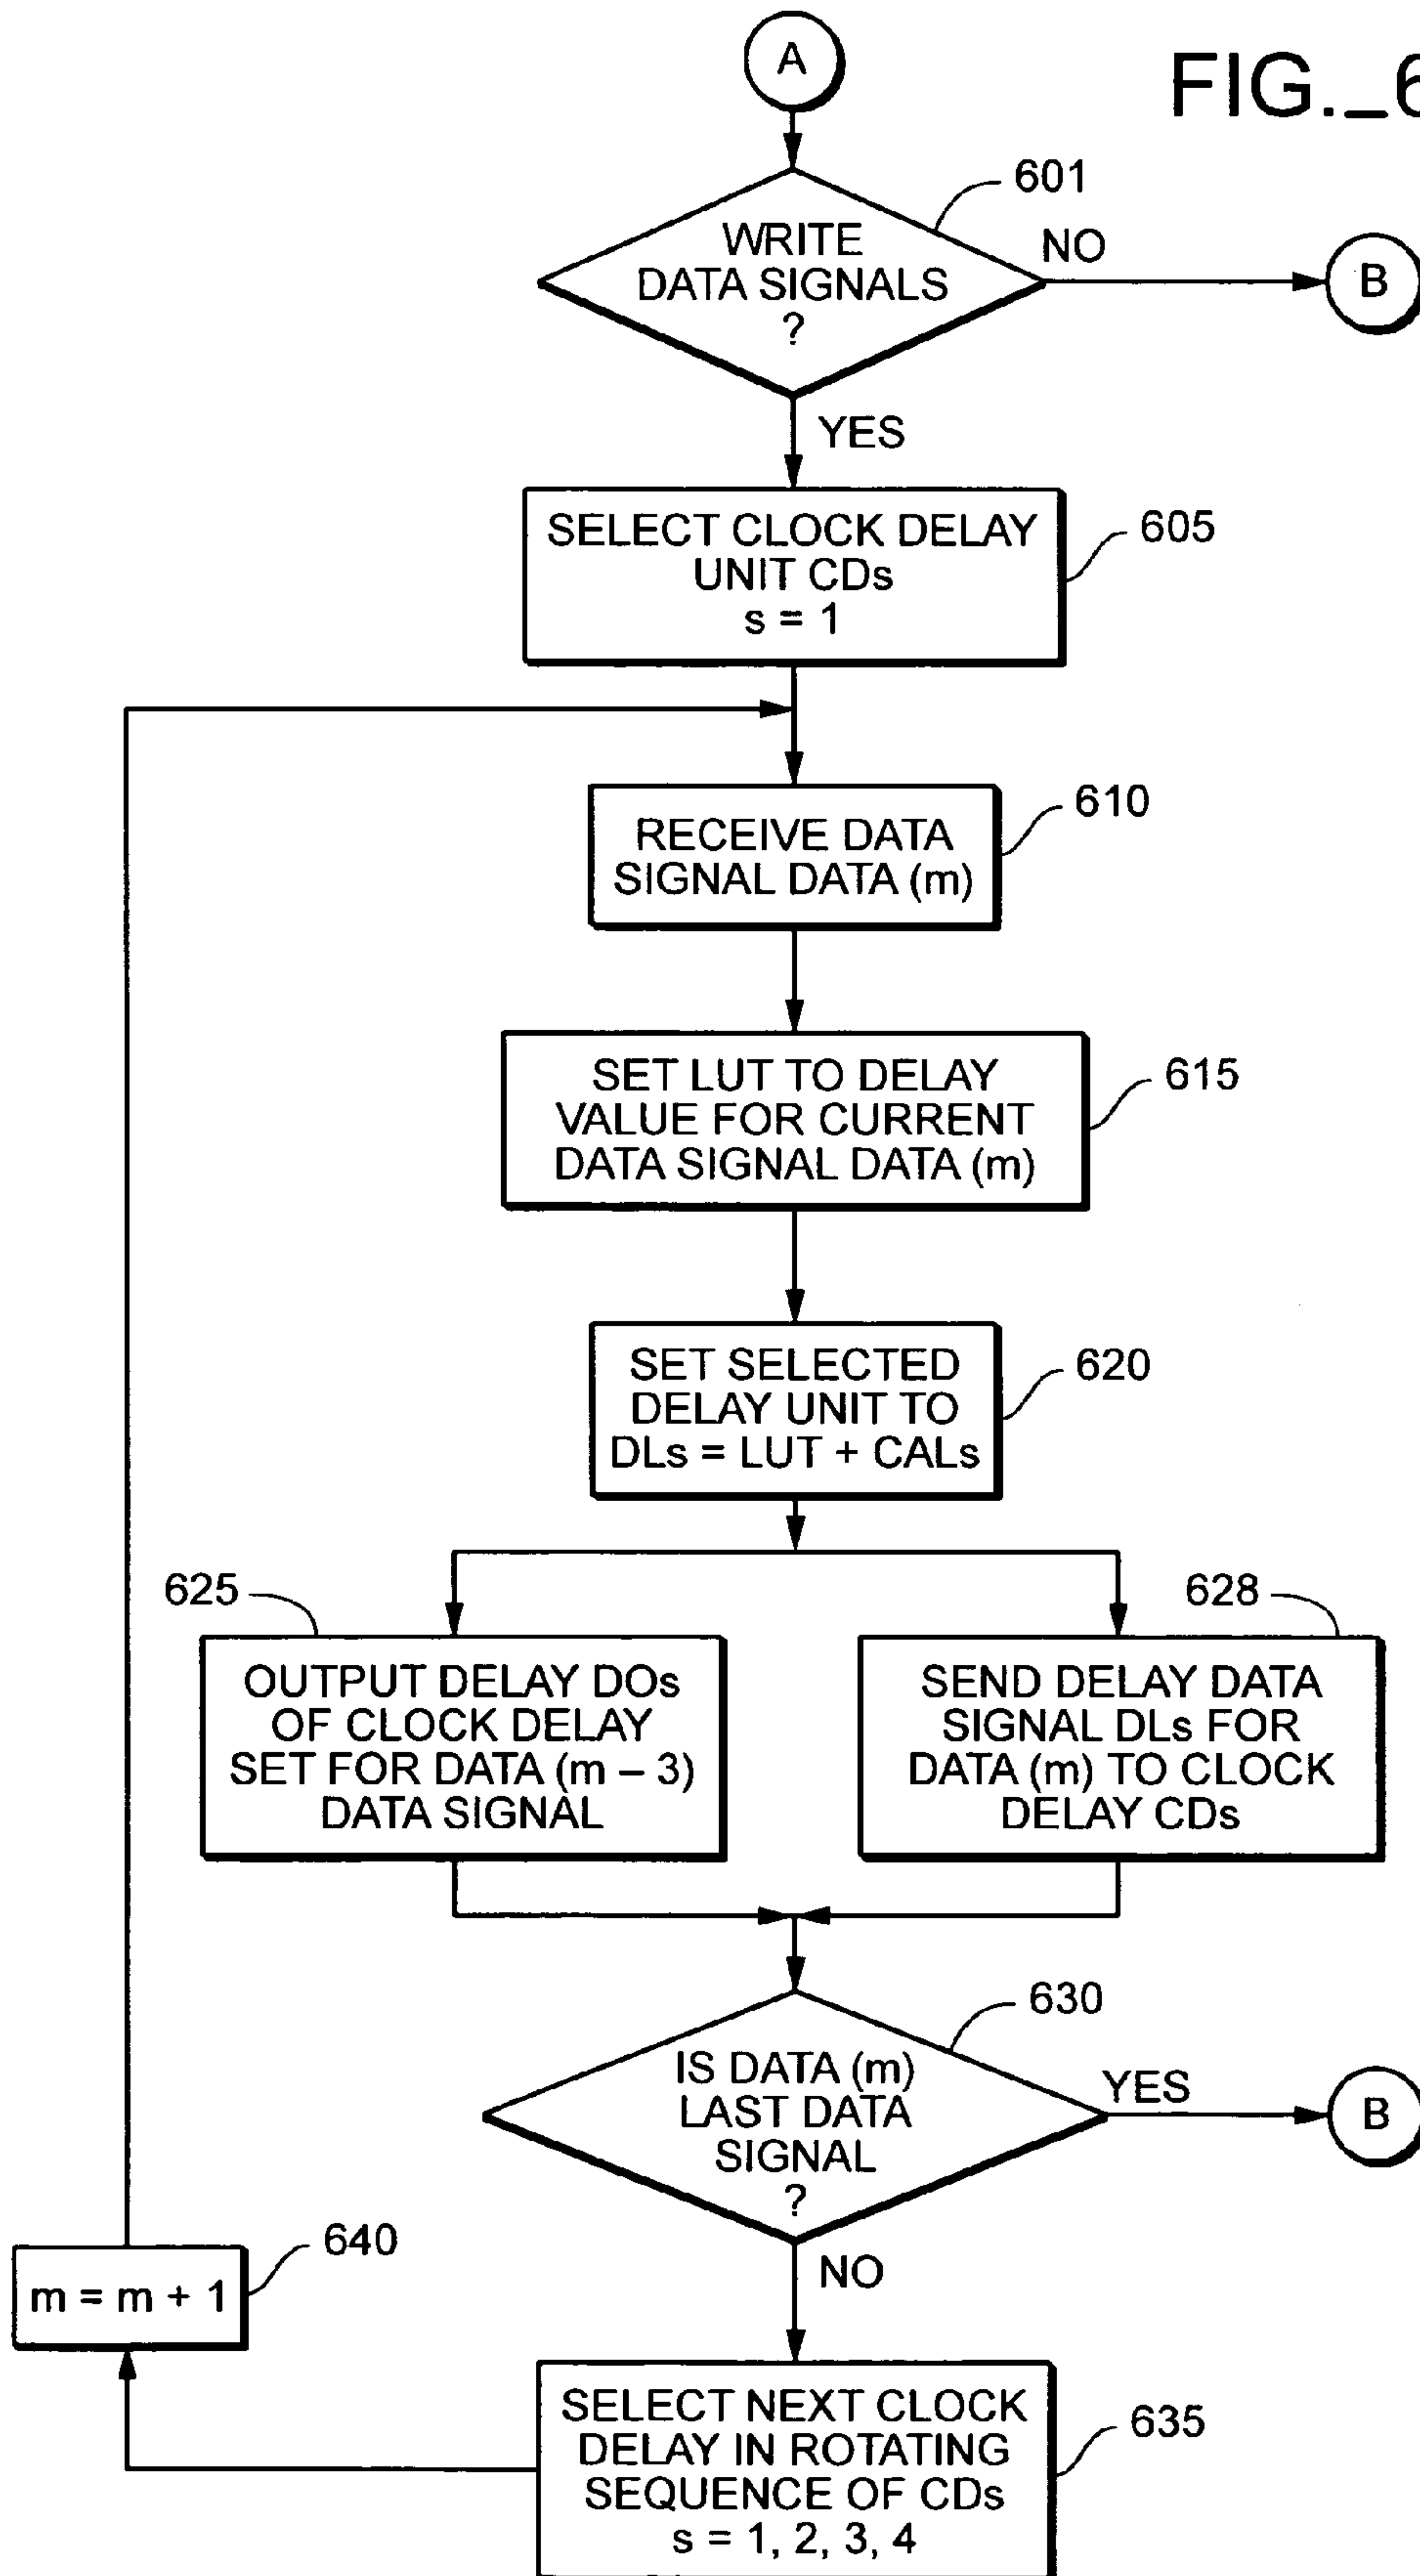 A
FIG._6
601
WRITE
DATA SIGNALS
?
NO
B
YES
SELECT CLOCK DELAY
UNIT CDs
s = 1
605
RECEIVE DATA
SIGNAL DATA (m)
610
SET LUT TO DELAY
VALUE FOR CURRENT
DATA SIGNAL DATA (m)
615
SET SELECTED
DELAY UNIT TO
DLs = LUT + CALs
620
625
OUTPUT DELAY DOs
OF CLOCK DELAY
SET FOR DATA (m – 3)
DATA SIGNAL
628
SEND DELAY DATA
SIGNAL DLs FOR
DATA (m) TO CLOCK
DELAY CDs
630
IS DATA (m)
LAST DATA
SIGNAL
?
YES
B
NO
640
m = m + 1
SELECT NEXT CLOCK
DELAY IN ROTATING
SEQUENCE OF CDs
s = 1, 2, 3, 4
635